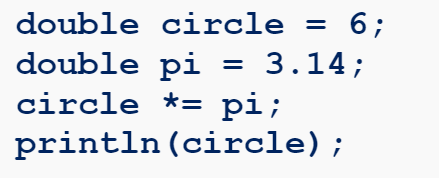 double circle = 6;
double pi = 3.14;
circle *= pi;
println(circle);